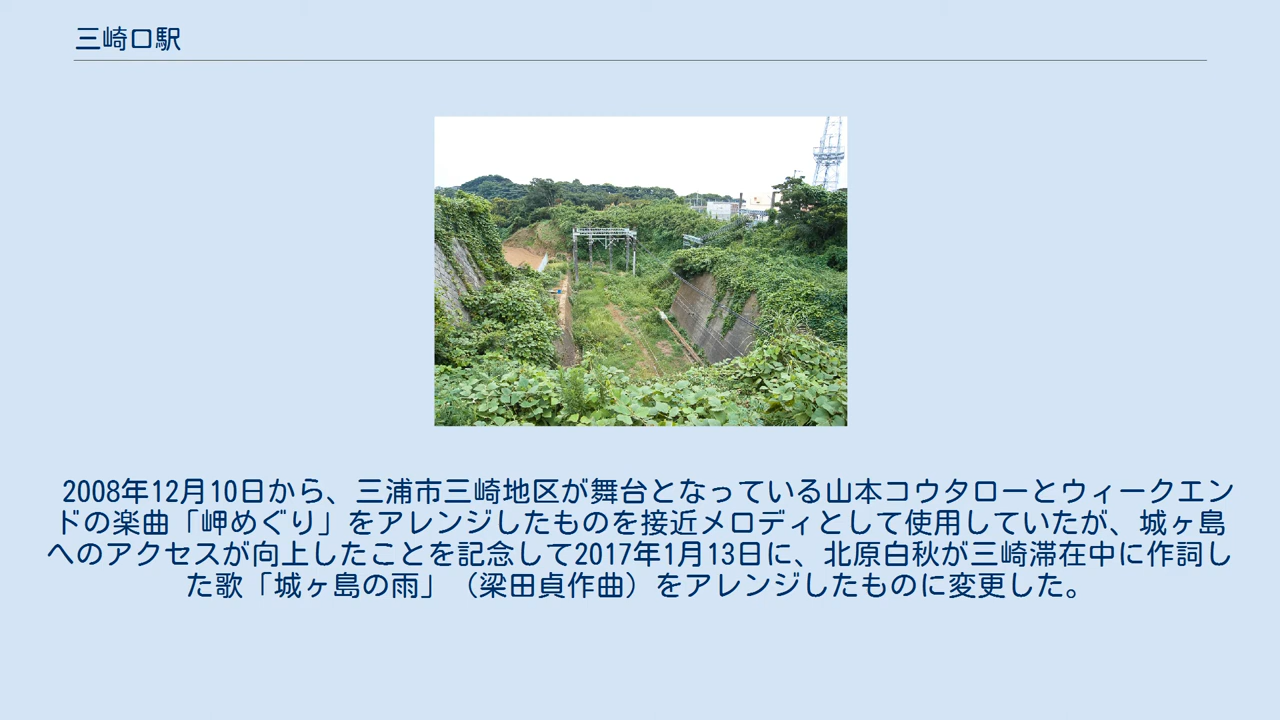 三崎口駅
2008年12月10日から、三浦市三崎地区が舞台となっている山本コウタローとウィークエン
ドの楽曲「岬めぐり」をアレンジしたものを接近メロディとして使用していたが、城ヶ島
へのアクセスが向上したことを記念して2017年1月13日に、北原白秋が三崎滞在中に作詞し
た歌「城ヶ島の雨」（梁田貞作曲）をアレンジしたものに変更した。